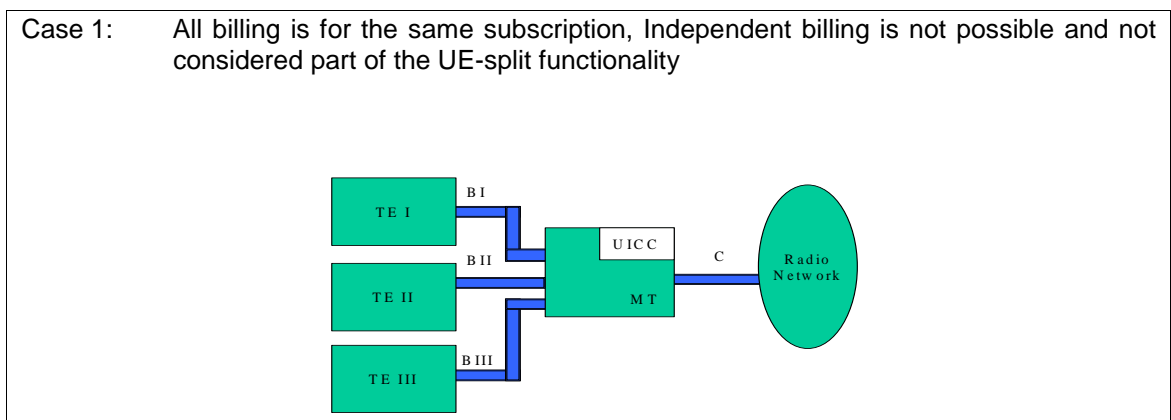 Case 1: All billing is for the same subscription, Independent billing is not possible and not
considered part of the UE-split functionality
B I
TE I
UICC
B II
C
Radio
Network
TE II
MT
B III
TE III